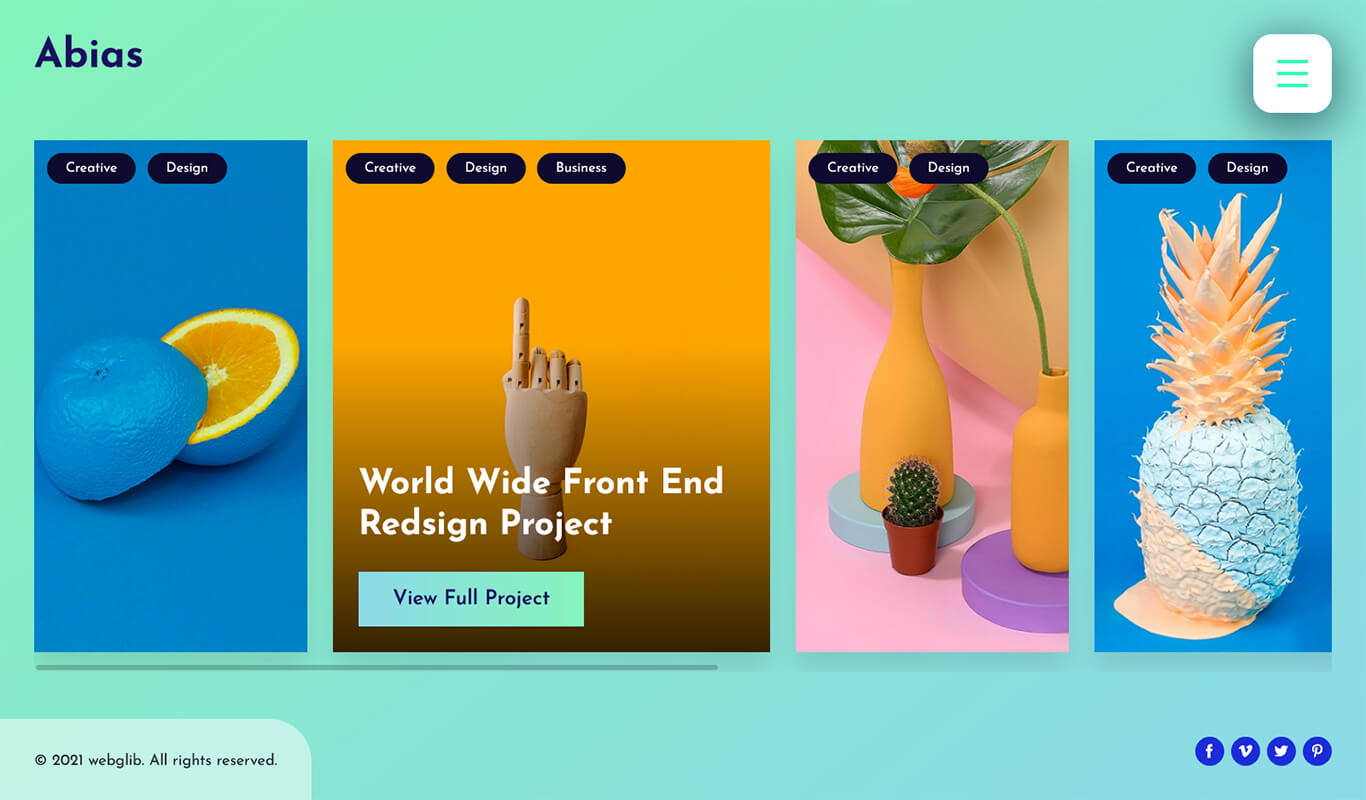 Abias
Creative
Design
Creative
Design
Business
Creative
Design
Creative
Design
World Wide Front End
Redsign Project
View Full Project
© 2021 webglib. All rights reserved.